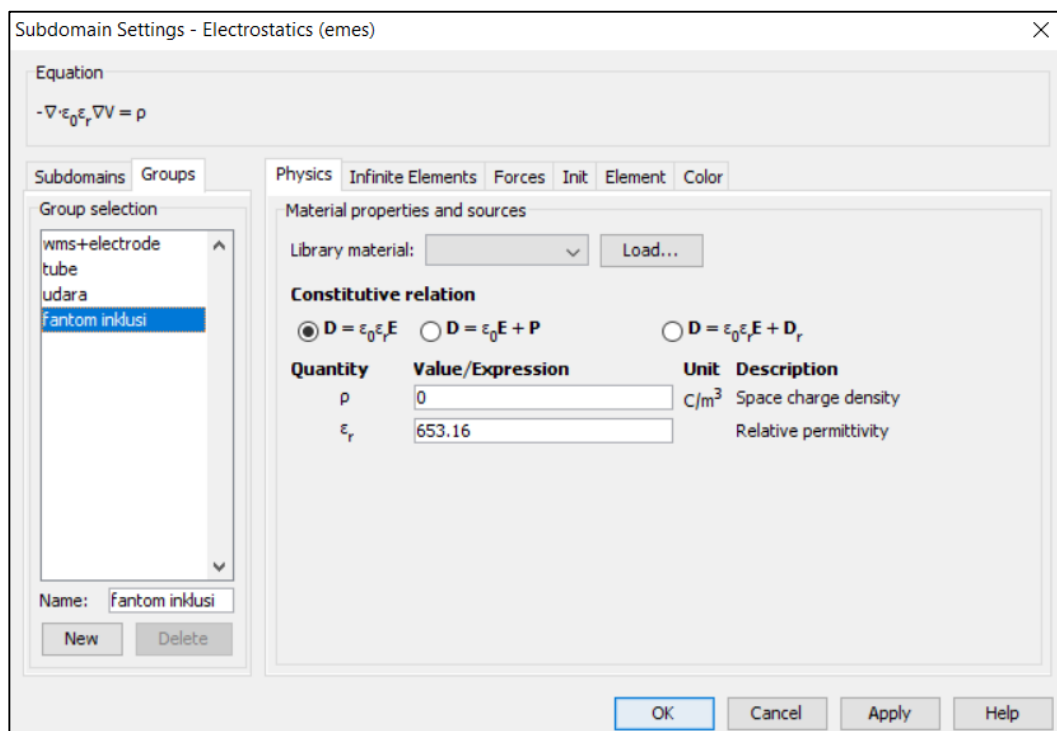 Subdomain Settings - Electrostatics (emes)
Equation
-∇·ε₀εᵣ∇V = ρ
Subdomains Groups
Group selection
wms+electrode
tube
udara
fantom inklusi
Name: fantom inklusi
New Delete
Physics Infinite Elements Forces Init Element Color
Material properties and sources
Library material: Load...
Constitutive relation
D = ε₀εᵣE D = ε₀E + P D = ε₀εᵣE + Dᵣ
Quantity Value/Expression Unit Description
ρ 0 C/m³ Space charge density
εᵣ 653.16 Relative permittivity
OK Cancel Apply Help